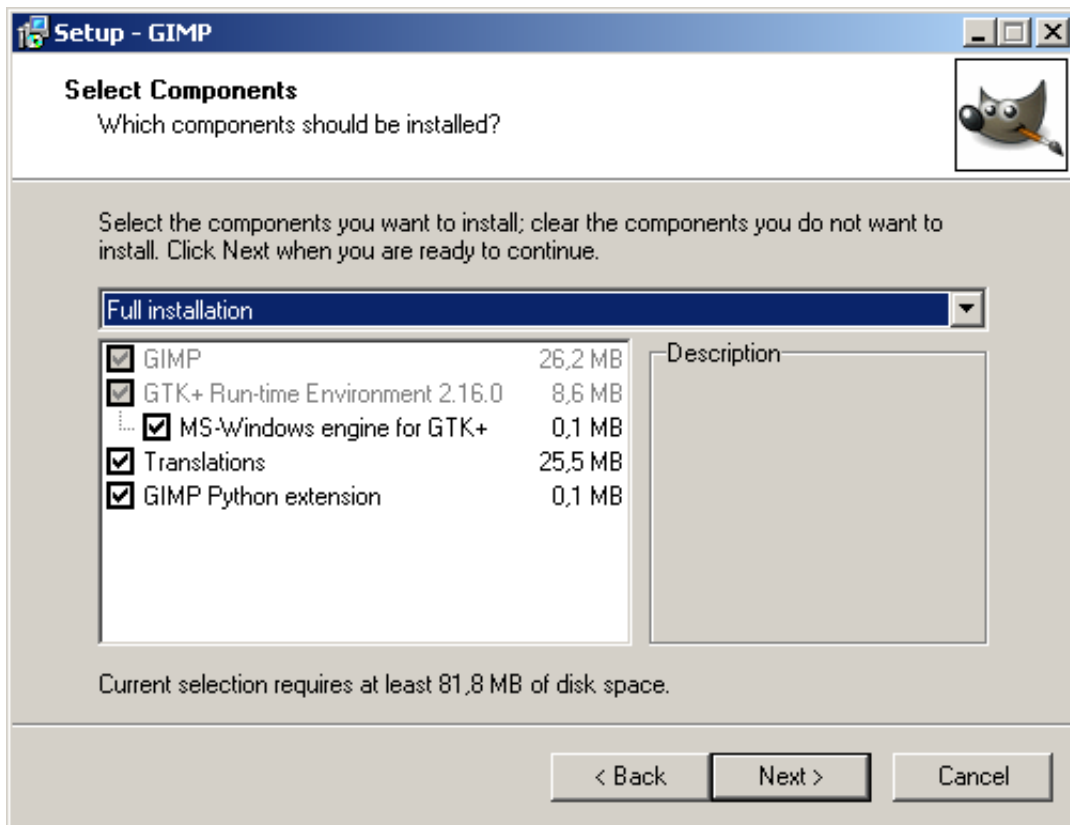 Setup - GIMP
Select Components
Which components should be installed?
Select the components you want to install; clear the components you do not want to
install. Click Next when you are ready to continue.
Full installation
GIMP 26,2 MB
GTK+ Run-time Environment 2.16.0 8,6 MB
MS-Windows engine for GTK+ 0,1 MB
Translations 25,5 MB
GIMP Python extension 0,1 MB
Description
Current selection requires at least 81,8 MB of disk space.
< Back Next > Cancel